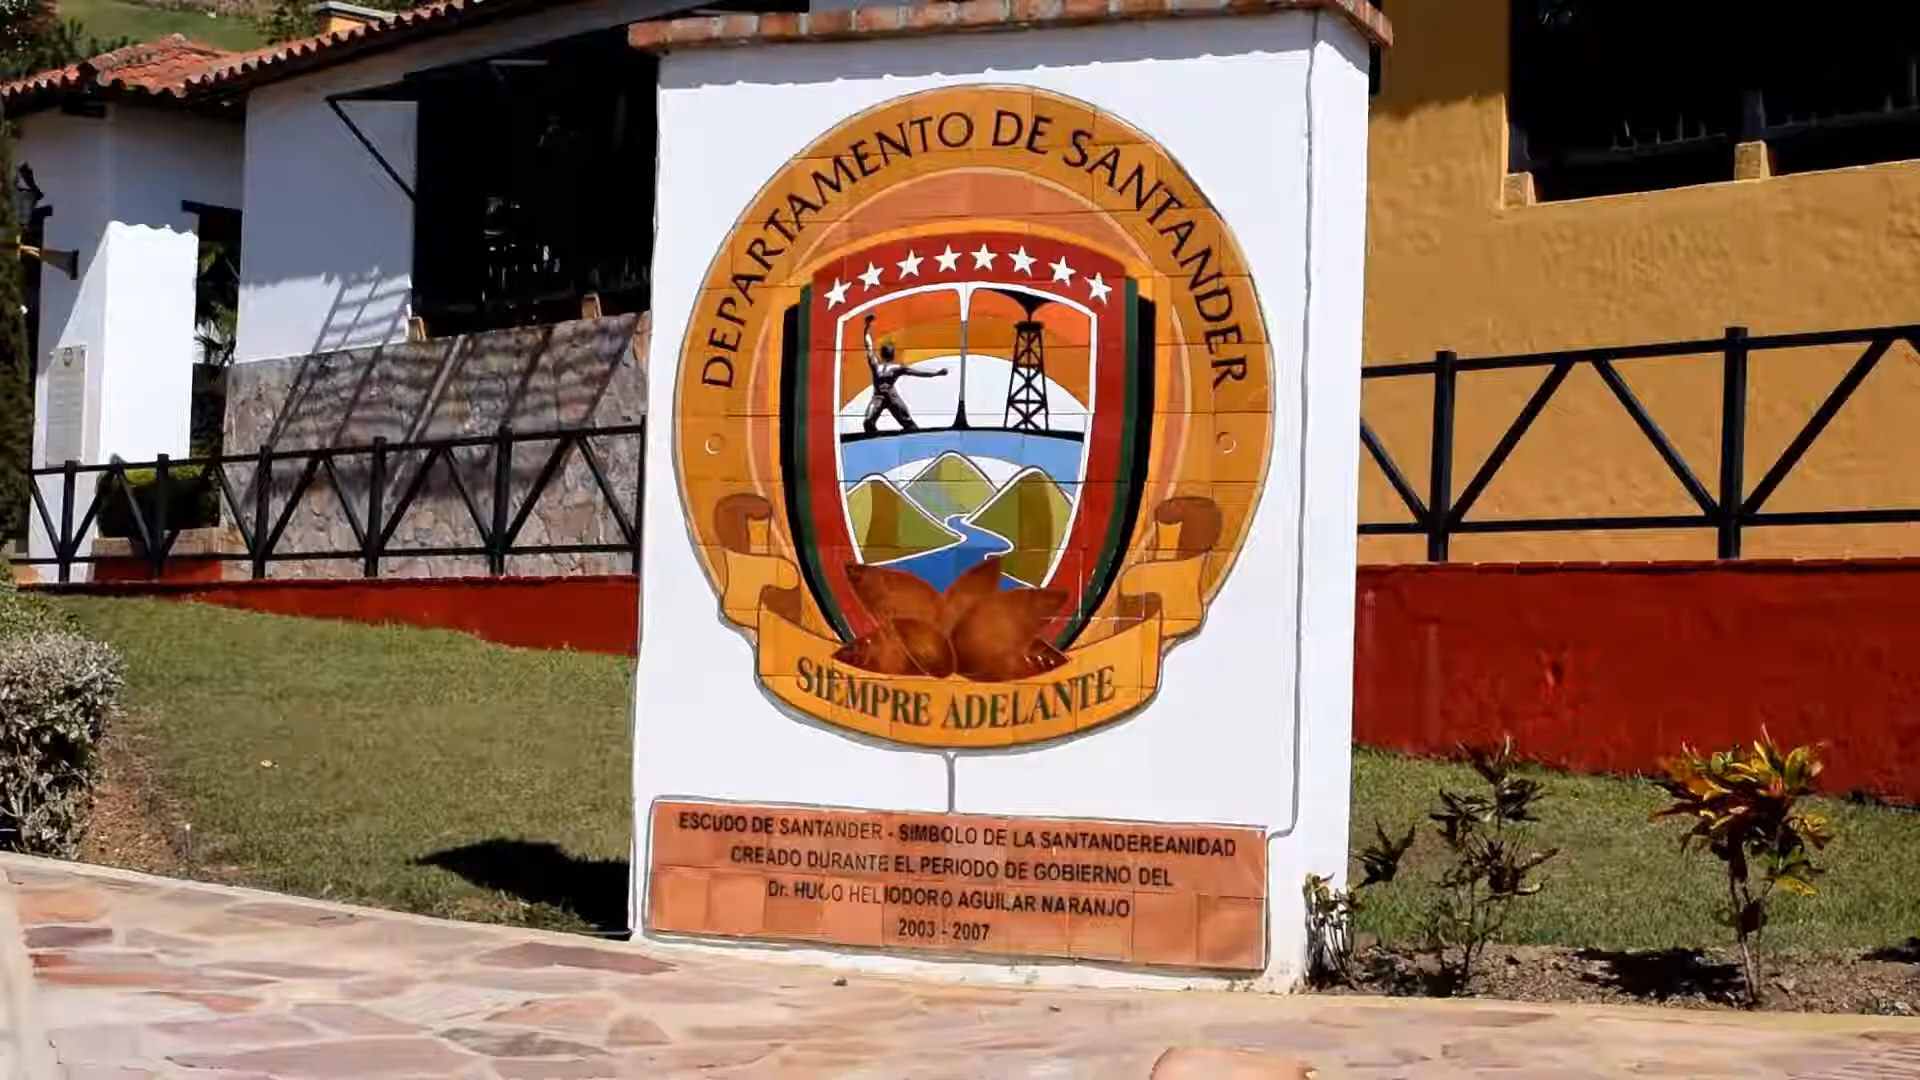 DEPARTAMENTO DE SANTANDER
SIEMPRE ADELANTE
ESCUDO DE SANTANDER - SIMBOLO DE LA SANTANDEREANIDAD
CREADO DURANTE EL PERIODO DE GOBIERNO DEL
Dr. HUGO HELIODORO AGUILAR NARANJO
2003 - 2007